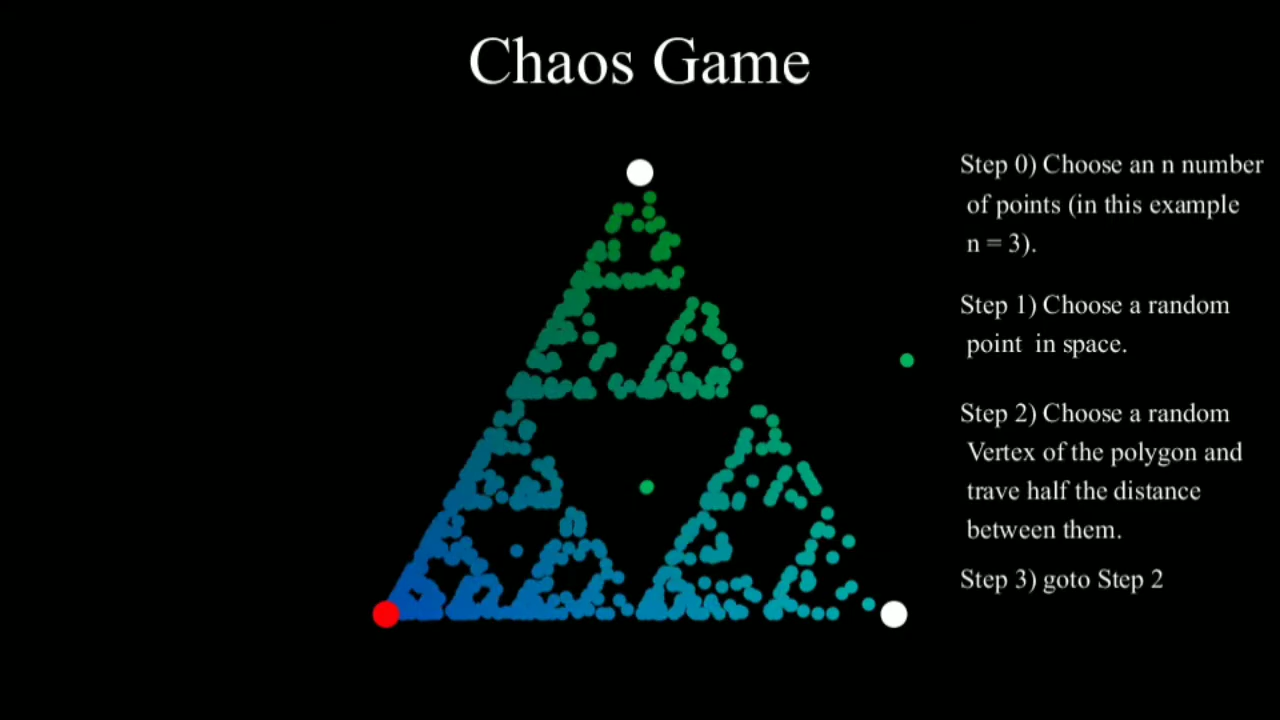 Chaos Game
Step 0) Choose an n number
of points (in this example
n = 3).
Step 1) Choose a random
point in space.
Step 2) Choose a random
Vertex of the polygon and
trave half the distance
between them.
Step 3) goto Step 2